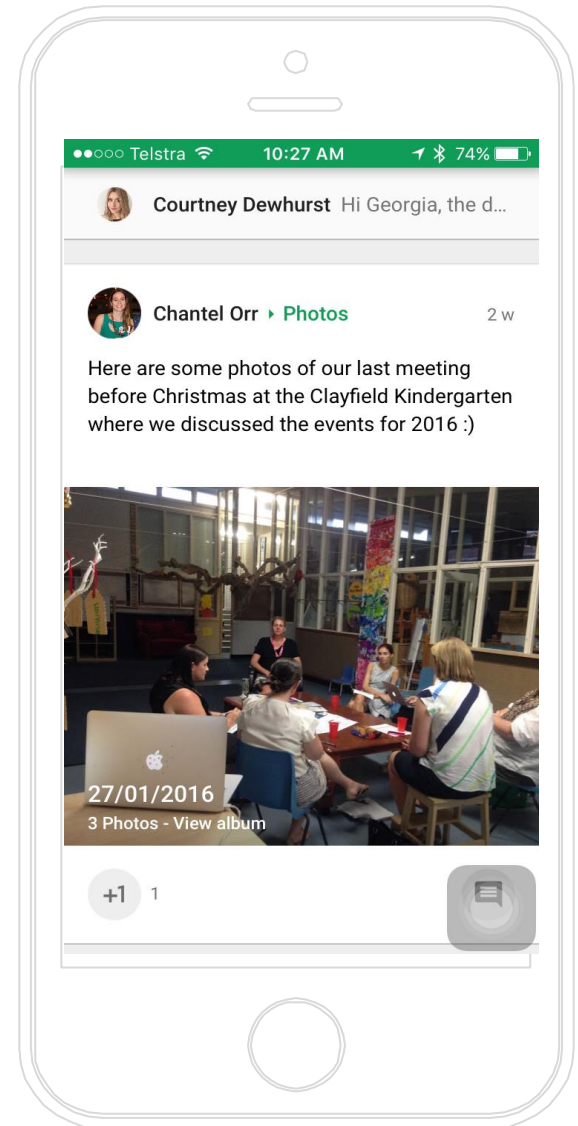 Telstra 10:27 AM 74%
Courtney Dewhurst Hi Georgia, the d...
Chantel Orr Photos 2 w
Here are some photos of our last meeting
before Christmas at the Clayfield Kindergarten
where we discussed the events for 2016 :)
27/01/2016
3 Photos - View album
+1 1